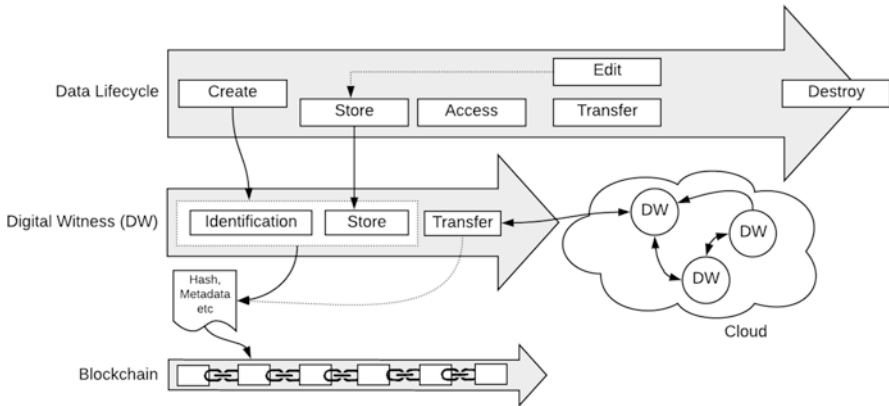 Edit
Data Lifecycle
Create
Destroy
Store
Access
Transfer
Digital Witness (DW)
Identification
Store
Transfer
DW
DW
DW
Hash,
Metadata
etc
Cloud
Blockchain